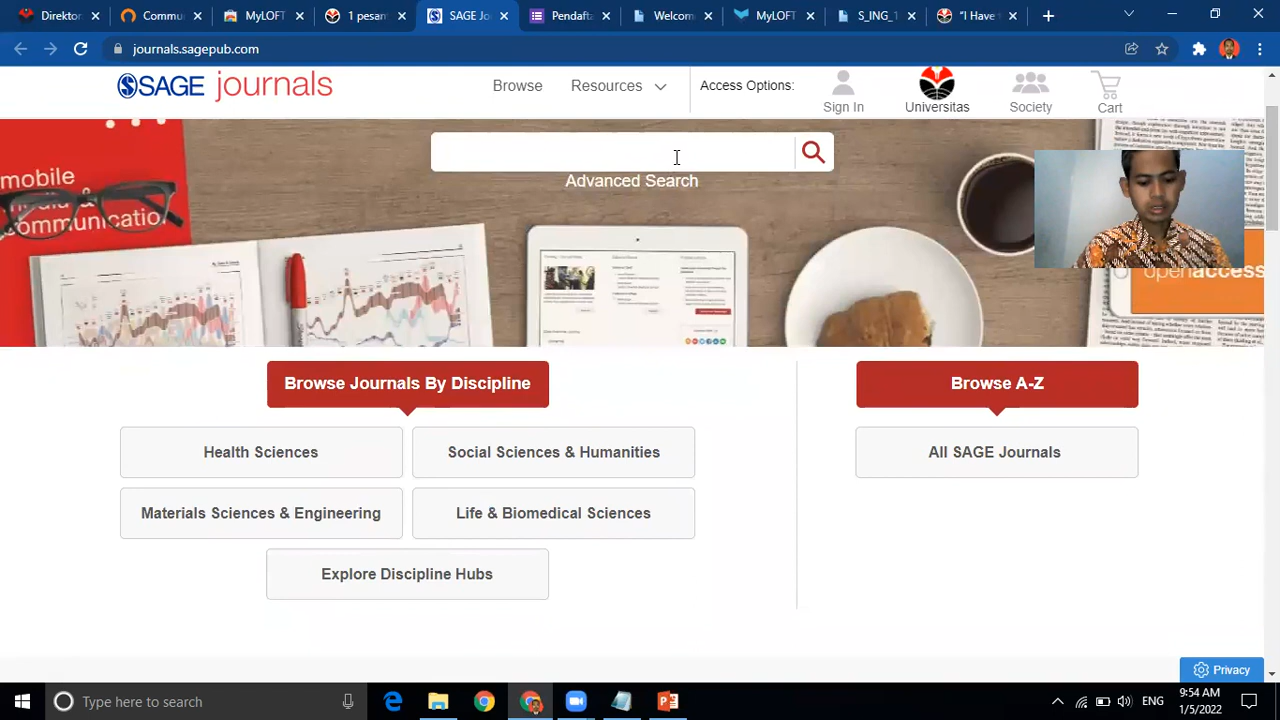 Direktor
Commu
MyLOFT
1 pesan
SAGE Jo
Pendafta
Welcom
MyLOFT
S_ING_1
"I Have
journals.sagepub.com
SAGE journals
Browse
Resources
Access Options:
Sign In
Universitas
Society
Cart
mobile
media &
communication
Advanced Search
openaccess
Browse Journals By Discipline
Browse A-Z
Health Sciences
Social Sciences & Humanities
All SAGE Journals
Materials Sciences & Engineering
Life & Biomedical Sciences
Explore Discipline Hubs
Privacy
Type here to search
ENG
9:54 AM
1/5/2022